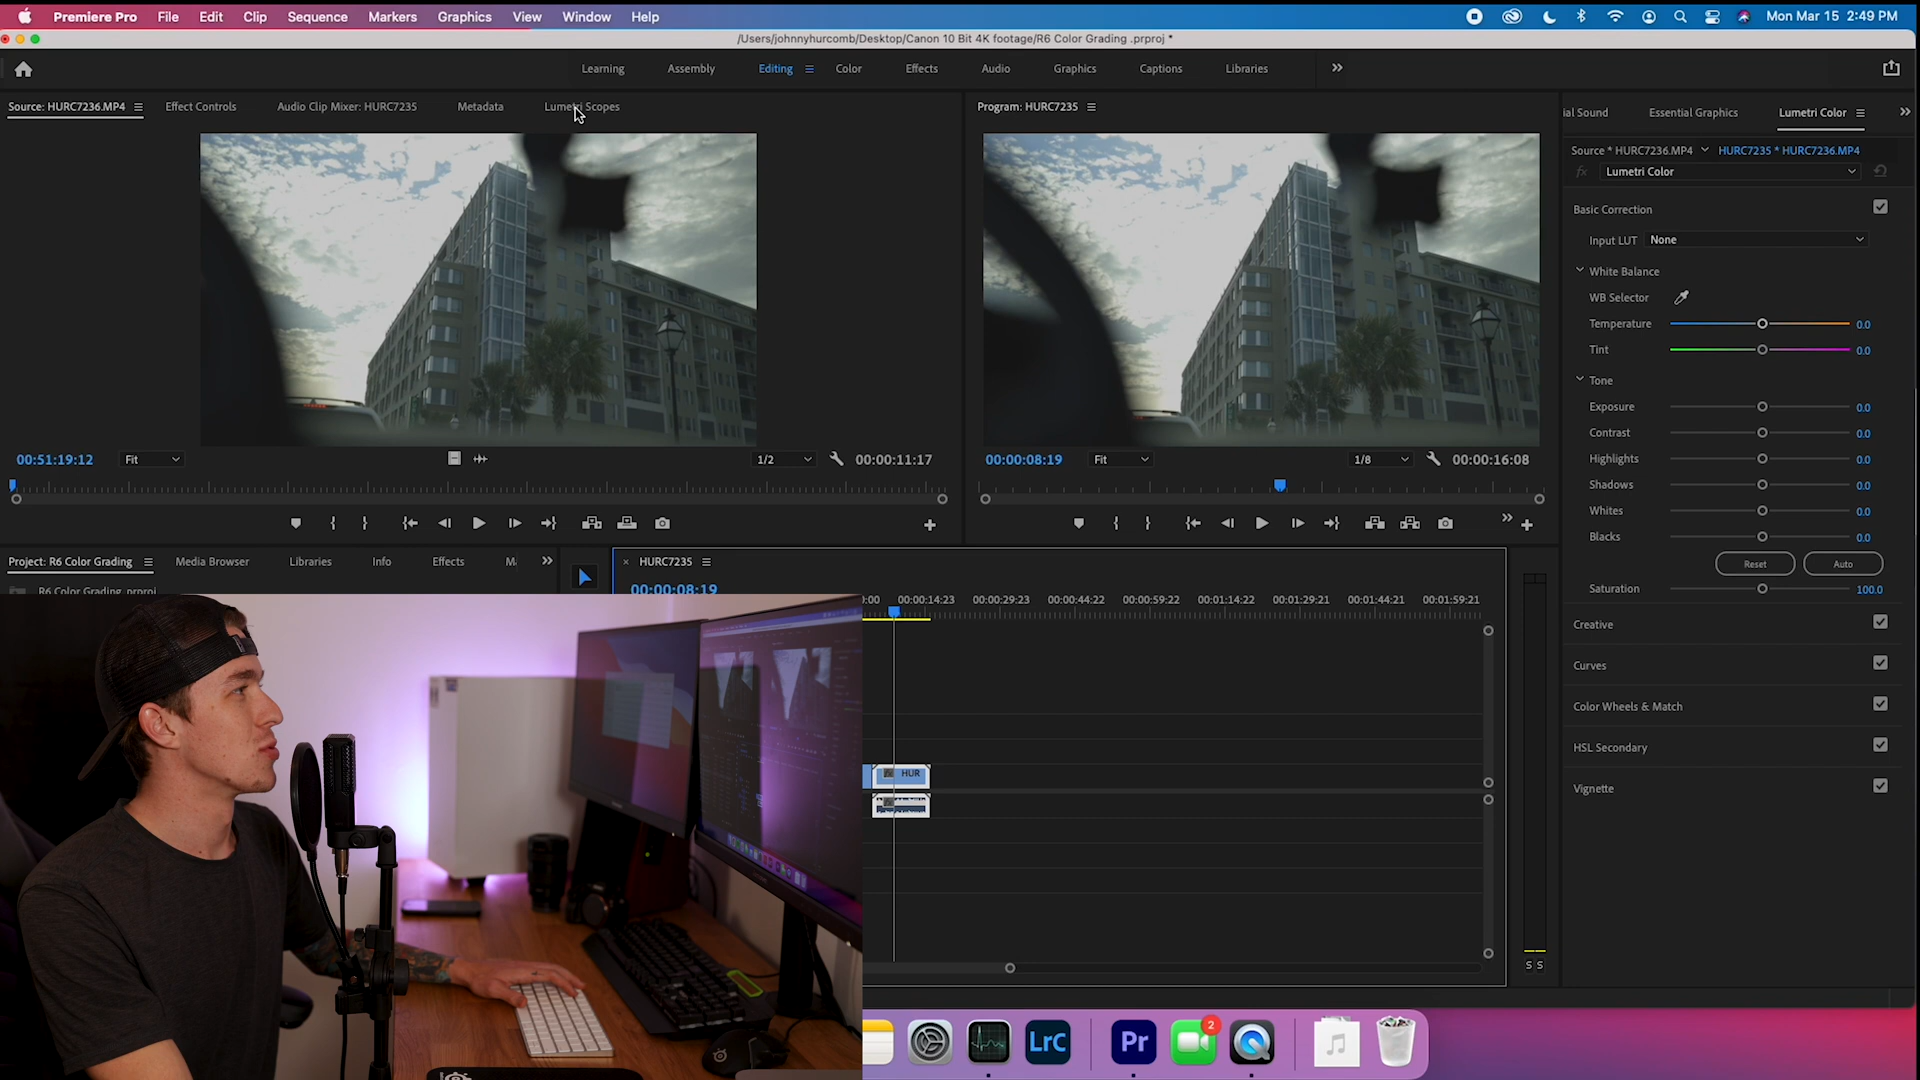 Premiere Pro File Edit Clip Sequence Markers Graphics View Window Help Mon Mar 15 2:49 PM
/Users/johnnyhurcomb/Desktop/Canon 10 Bit 4K footage/R6 Color Grading .prproj *
Learning Assembly Editing Color Effects Audio Graphics Captions Libraries
Source: HURC7236.MP4 Effect Controls Audio Clip Mixer: HURC7235 Metadata Lumetri Scopes
Program: HURC7235
ial Sound Essential Graphics Lumetri Color
Source * HURC7236.MP4 HURC7235 * HURC7236.MP4
fx Lumetri Color
Basic Correction
Input LUT None
White Balance
WB Selector
Temperature 0.0
Tint 0.0
Tone
Exposure 0.0
Contrast 0.0
Highlights 0.0
Shadows 0.0
Whites 0.0
Blacks 0.0
Reset Auto
Saturation 100.0
Creative
Curves
Color Wheels & Match
HSL Secondary
Vignette
00:51:19:12 Fit 1/2 00:00:11:17
00:00:08:19 Fit 1/8 00:00:16:08
Project: R6 Color Grading Media Browser Libraries Info Effects Ma
R6 Color Grading .prproj
HURC7235
00:00:08:19
:00 00:00:14:23 00:00:29:23 00:00:44:22 00:00:59:22 00:01:14:22 00:01:29:21 00:01:44:21 00:01:59:21
HUR
S S
LrC Pr 2